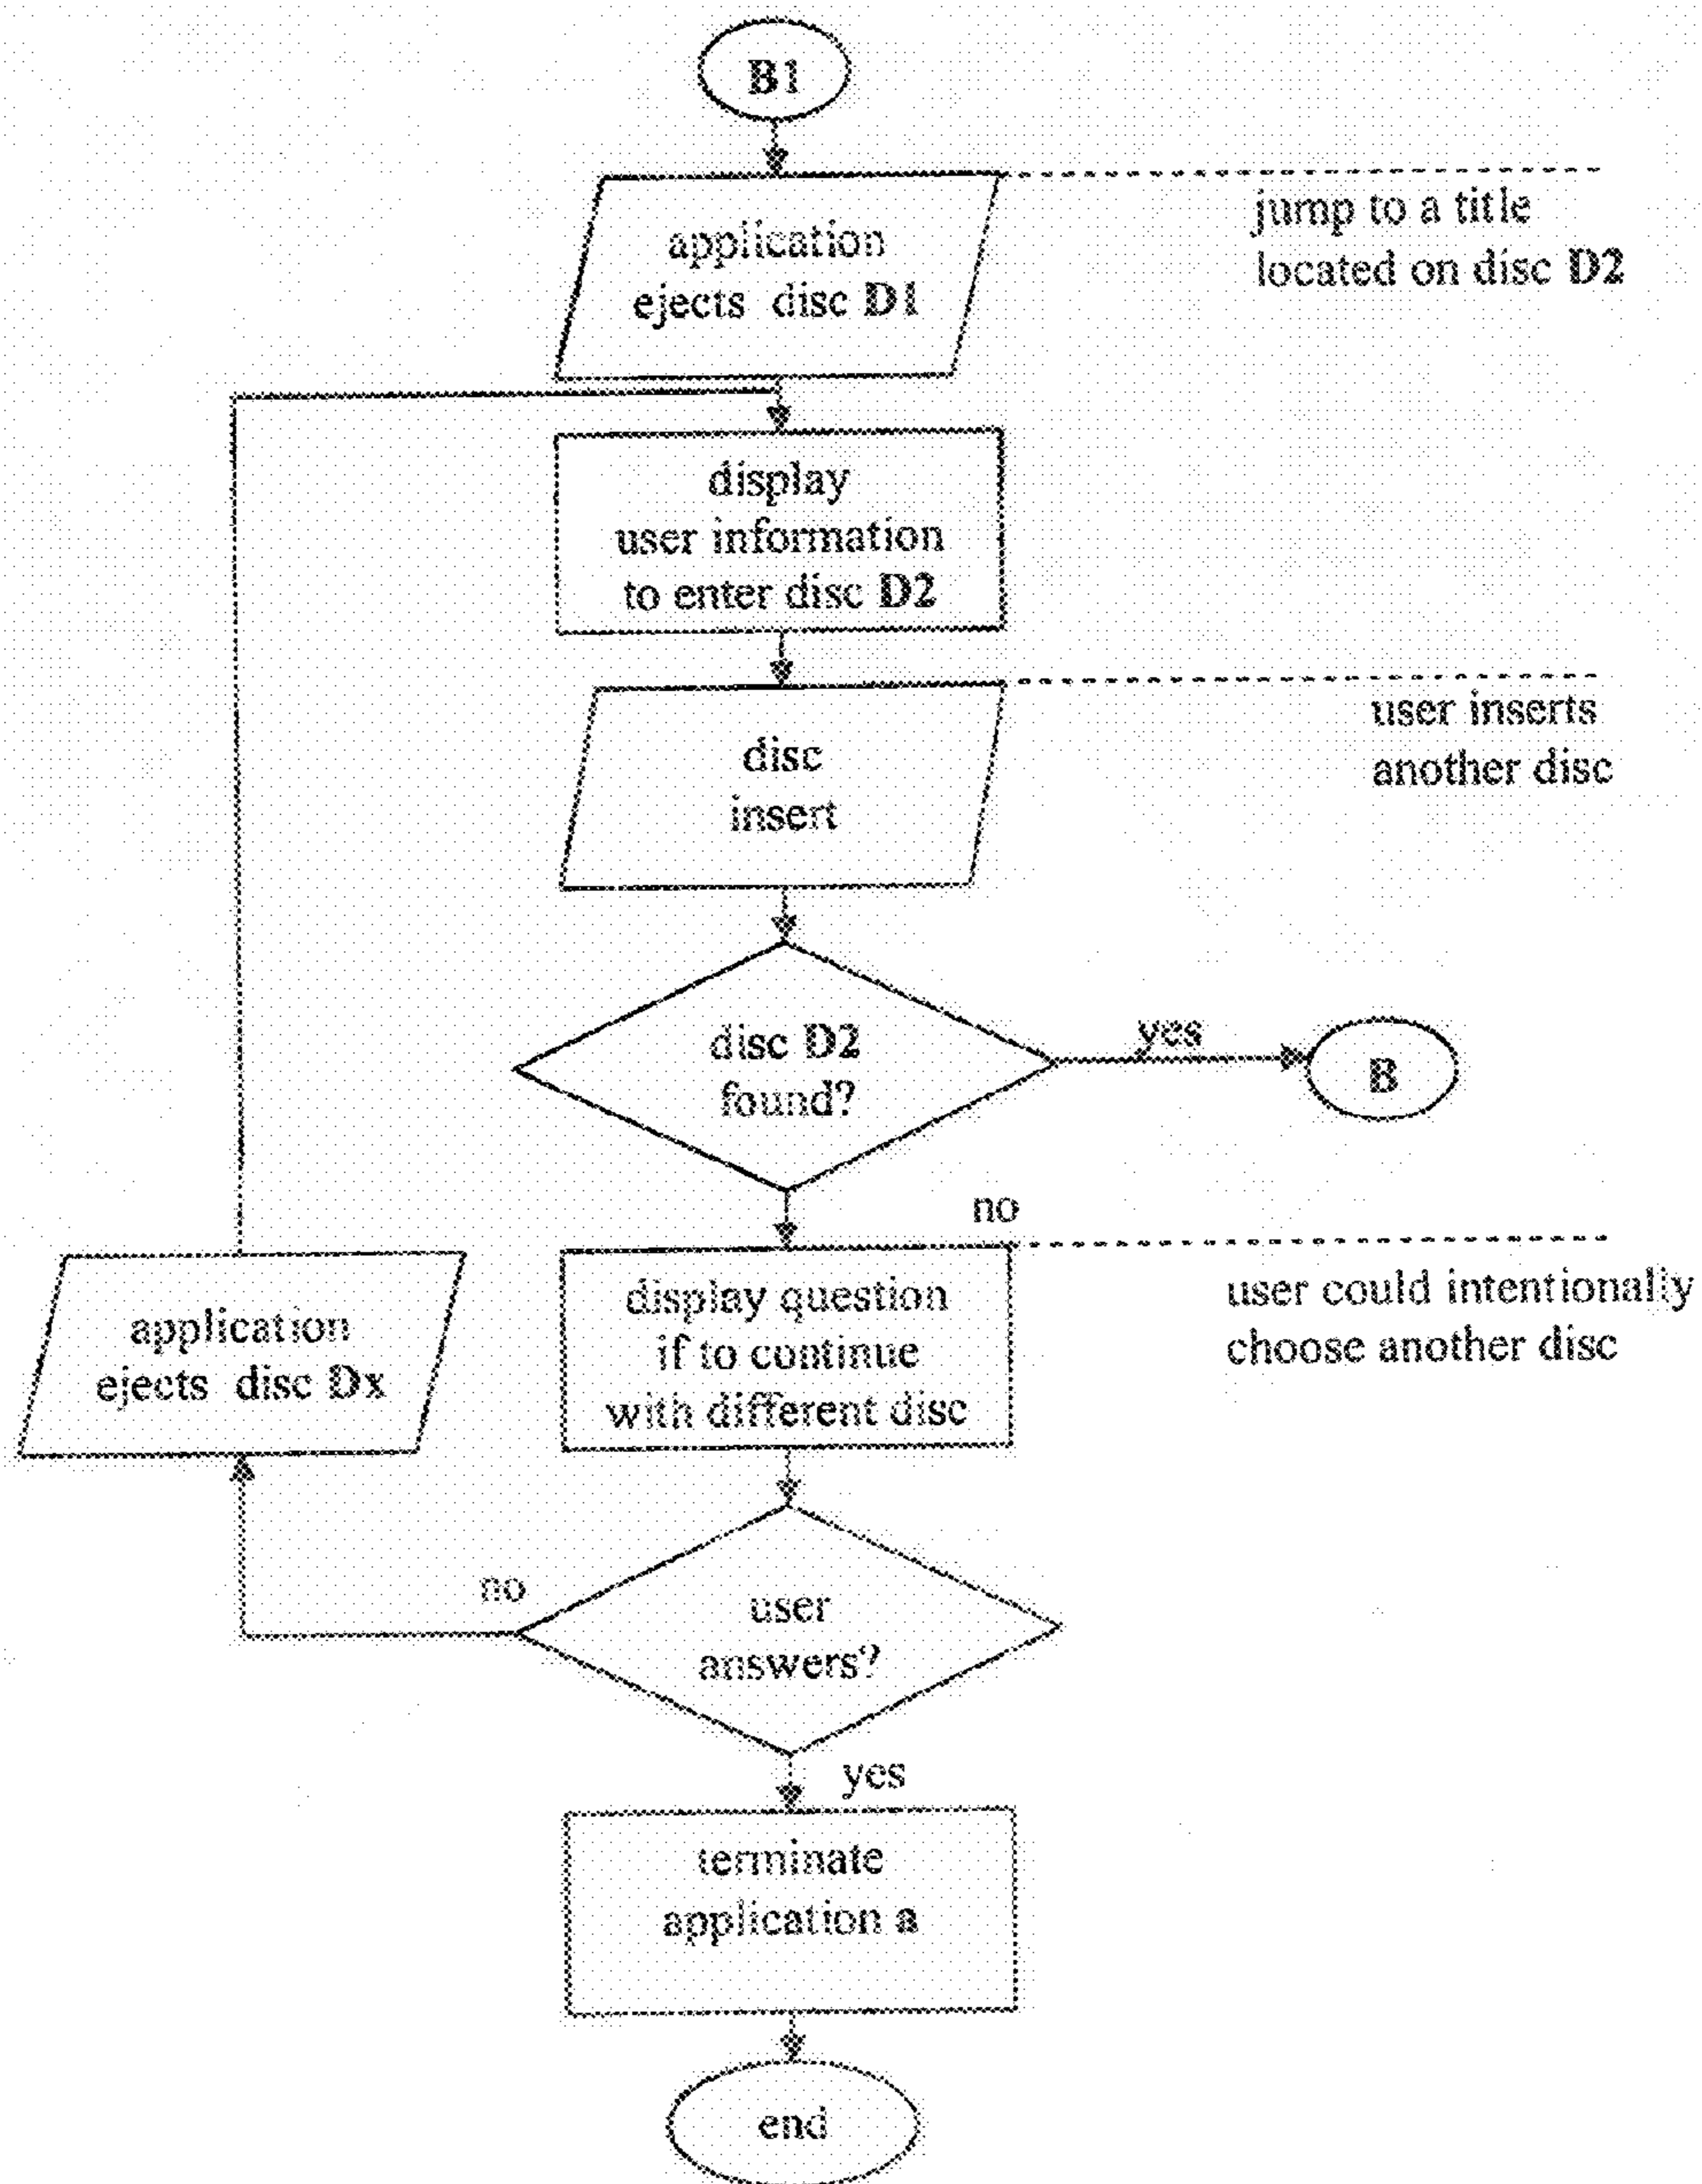 B1
application
ejects disc D1
jump to a title
located on disc D2
display
user information
to enter disc D2
disc
insert
user inserts
another disc
disc D2
found?
yes
B
no
display question
if to continue
with different disc
user could intentionally
choose another disc
application
ejects disc Dx
no
user
answers?
yes
terminate
application a
end